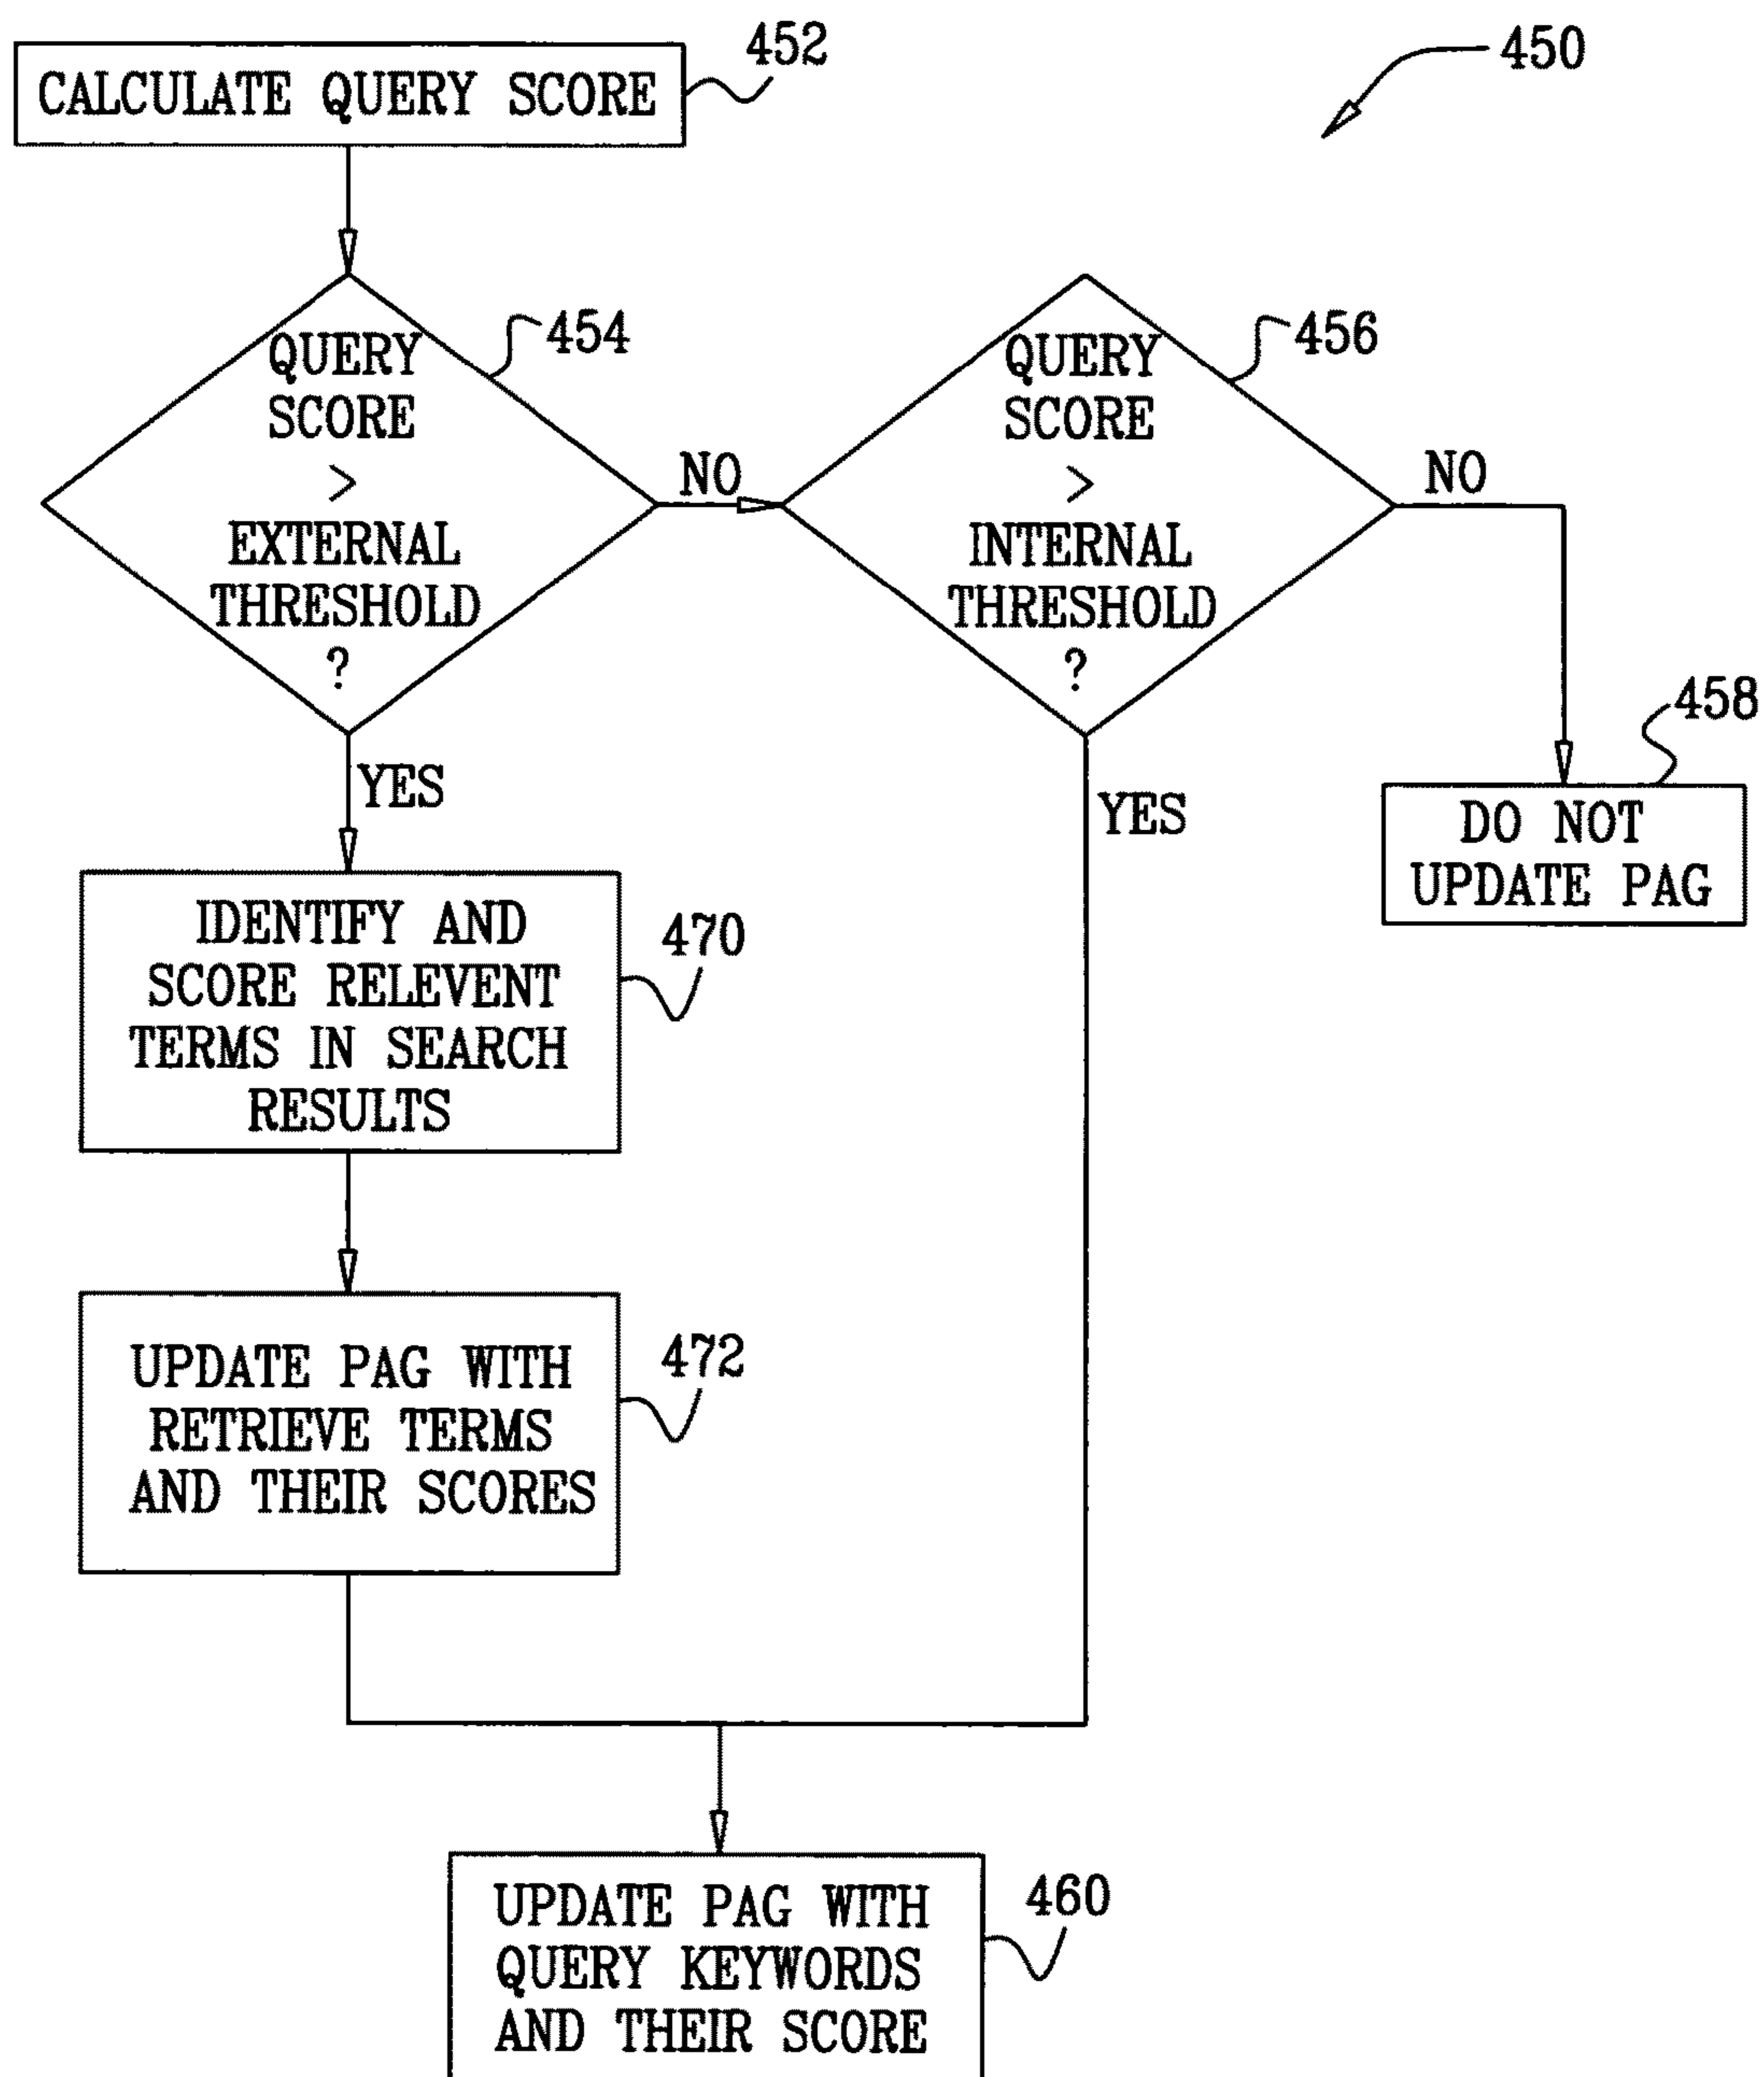 452
450
CALCULATE QUERY SCORE
454
QUERY
SCORE
>
EXTERNAL
THRESHOLD
?
NO
456
QUERY
SCORE
>
INTERNAL
THRESHOLD
?
NO
458
YES
YES
DO NOT
UPDATE PAG
470
IDENTIFY AND
SCORE RELEVENT
TERMS IN SEARCH
RESULTS
472
UPDATE PAG WITH
RETRIEVE TERMS
AND THEIR SCORES
460
UPDATE PAG WITH
QUERY KEYWORDS
AND THEIR SCORE